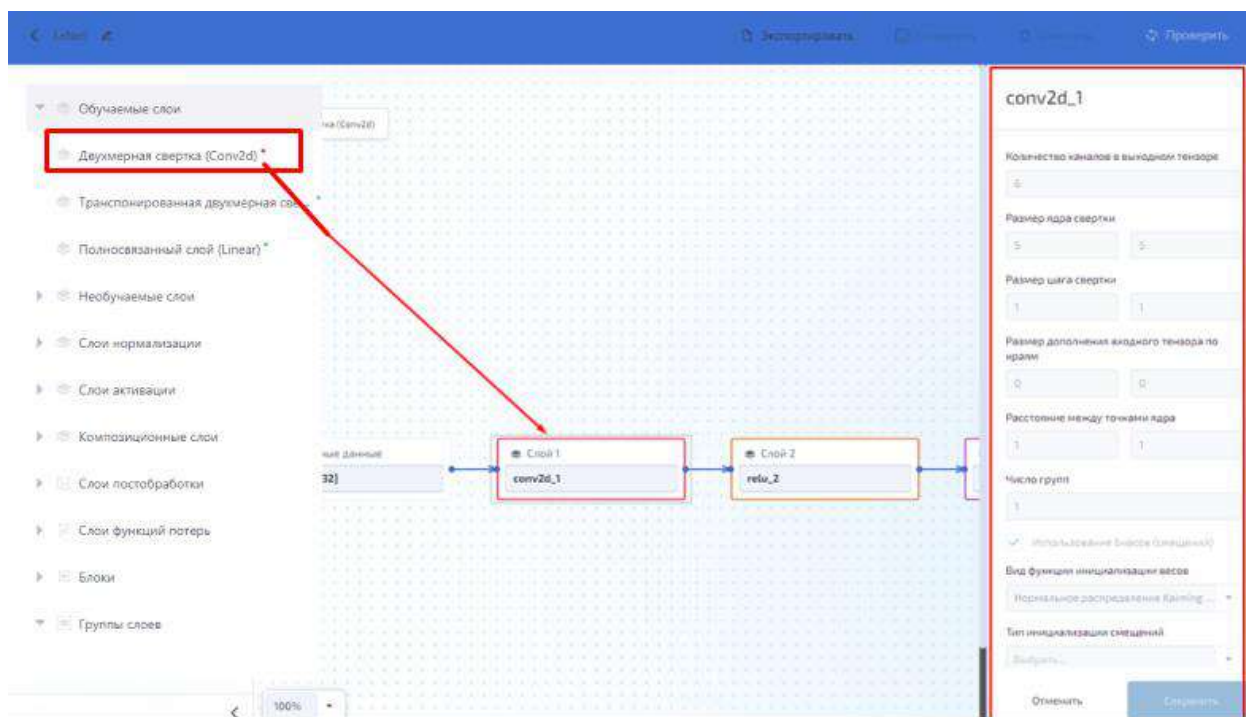 Lenet
Экспортировать
Проверить
Обучаемые слои
Двухмерная свертка (Conv2d) *
Транспонированная двухмерная све... *
Полносвязанный слой (Linear) *
Необучаемые слои
Слои нормализации
Слои активации
Композиционные слои
Слои постобработки
Слои функций потерь
Блоки
Группы слоев
100%
(Conv2d)
ные данные
32]
Слой 1
conv2d_1
Слой 2
relu_2
conv2d_1
Количество каналов в выходном тензоре
6
Размер ядра свертки
5 5
Размер шага свертки
1 1
Размер дополнения входного тензора по
краям
0 0
Расстояние между точками ядра
1 1
Число групп
1
Использование биасов (смещений)
Вид функции инициализации весов
Нормальное распределение Kaiming ...
Тип инициализации смещений
Выбрать...
Отменить
Сохранить